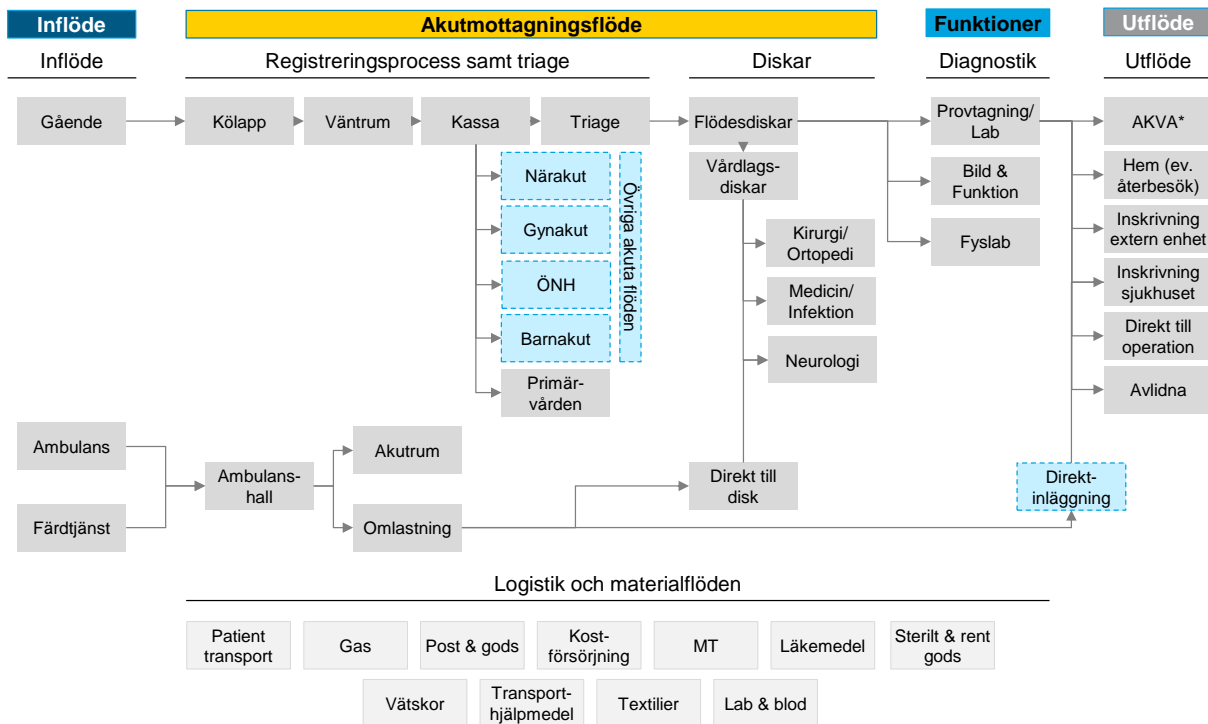 Inflöde
Akutmottagningsflöde
Funktioner
Utflöde
Inflöde
Registreringsprocess samt triage
Diskar
Diagnostik
Utflöde
Gående
Kölapp
Väntrum
Kassa
Triage
Flödesdiskar
Provtagning/
Lab
AKVA*
Närakut
Gynakut
ÖNH
Barnakut
Övriga akuta flöden
Primär-
vården
Vårdlags-
diskar
Kirurgi/
Ortopedi
Medicin/
Infektion
Neurologi
Bild &
Funktion
Fyslab
Hem (ev.
återbesök)
Inskrivning
extern enhet
Inskrivning
sjukhuset
Direkt till
operation
Avlidna
Ambulans
Färdtjänst
Ambulans-
hall
Akutrum
Omlastning
Direkt till
disk
Direkt-
inläggning
Logistik och materialflöden
Patient
transport
Gas
Post & gods
Kost-
försörjning
MT
Läkemedel
Sterilt & rent
gods
Vätskor
Transport-
hjälpmedel
Textilier
Lab & blod